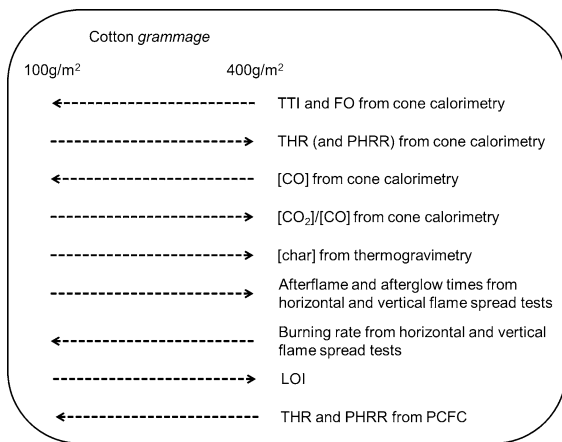 Cotton grammage
100g/m² 400g/m²
TTI and FO from cone calorimetry
THR (and PHRR) from cone calorimetry
[CO] from cone calorimetry
[CO₂]/[CO] from cone calorimetry
[char] from thermogravimetry
Afterflame and afterglow times from
horizontal and vertical flame spread tests
Burning rate from horizontal and vertical
flame spread tests
LOI
THR and PHRR from PCFC